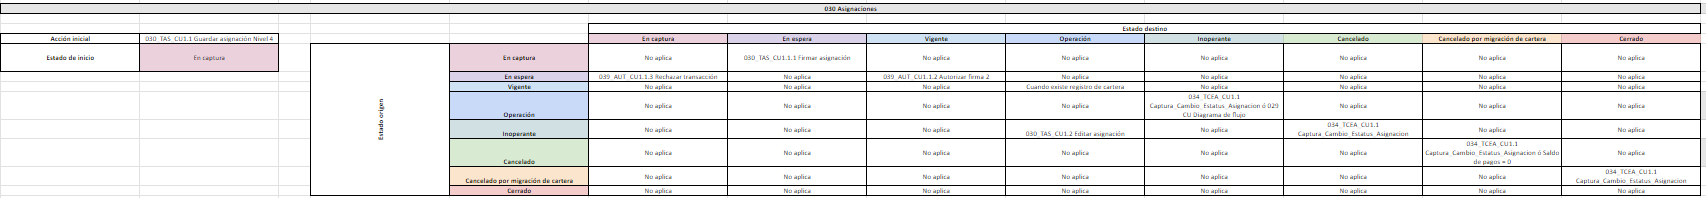 030 Asignaciones
Estado destino
Acción inicial 030_TAS_CU1.1 Guardar asignación Nivel 4 En captura En espera Vigente Operación Inoperante Cancelado Cancelado por migración de cartera Cerrado
Estado de inicio En captura
Estado origen
En captura No aplica 030_TAS_CU1.1.1 Firmar asignación No aplica No aplica No aplica No aplica No aplica No aplica
En espera 039_AUT_CU1.1.3 Rechazar transacción No aplica 039_AUT_CU1.1.2 Autorizar firma 2 No aplica No aplica No aplica No aplica No aplica
Vigente No aplica No aplica No aplica Cuando existe registro de cartera No aplica No aplica No aplica No aplica
Operación No aplica No aplica No aplica No aplica
034_TCEA_CU1.1
Captura_Cambio_Estatus_Asignacion ó 029
CU Diagrama de flujo
No aplica No aplica No aplica
Inoperante No aplica No aplica No aplica 030_TAS_CU1.2 Editar asignación No aplica
034_TCEA_CU1.1
Captura_Cambio_Estatus_Asignacion
No aplica No aplica
Cancelado No aplica No aplica No aplica No aplica No aplica No aplica
034_TCEA_CU1.1
Captura_Cambio_Estatus_Asignacion ó Saldo
de pagos = 0
No aplica
Cancelado por migración de cartera No aplica No aplica No aplica No aplica No aplica No aplica No aplica
034_TCEA_CU1.1
Captura_Cambio_Estatus_Asignacion
Cerrado No aplica No aplica No aplica No aplica No aplica No aplica No aplica No aplica